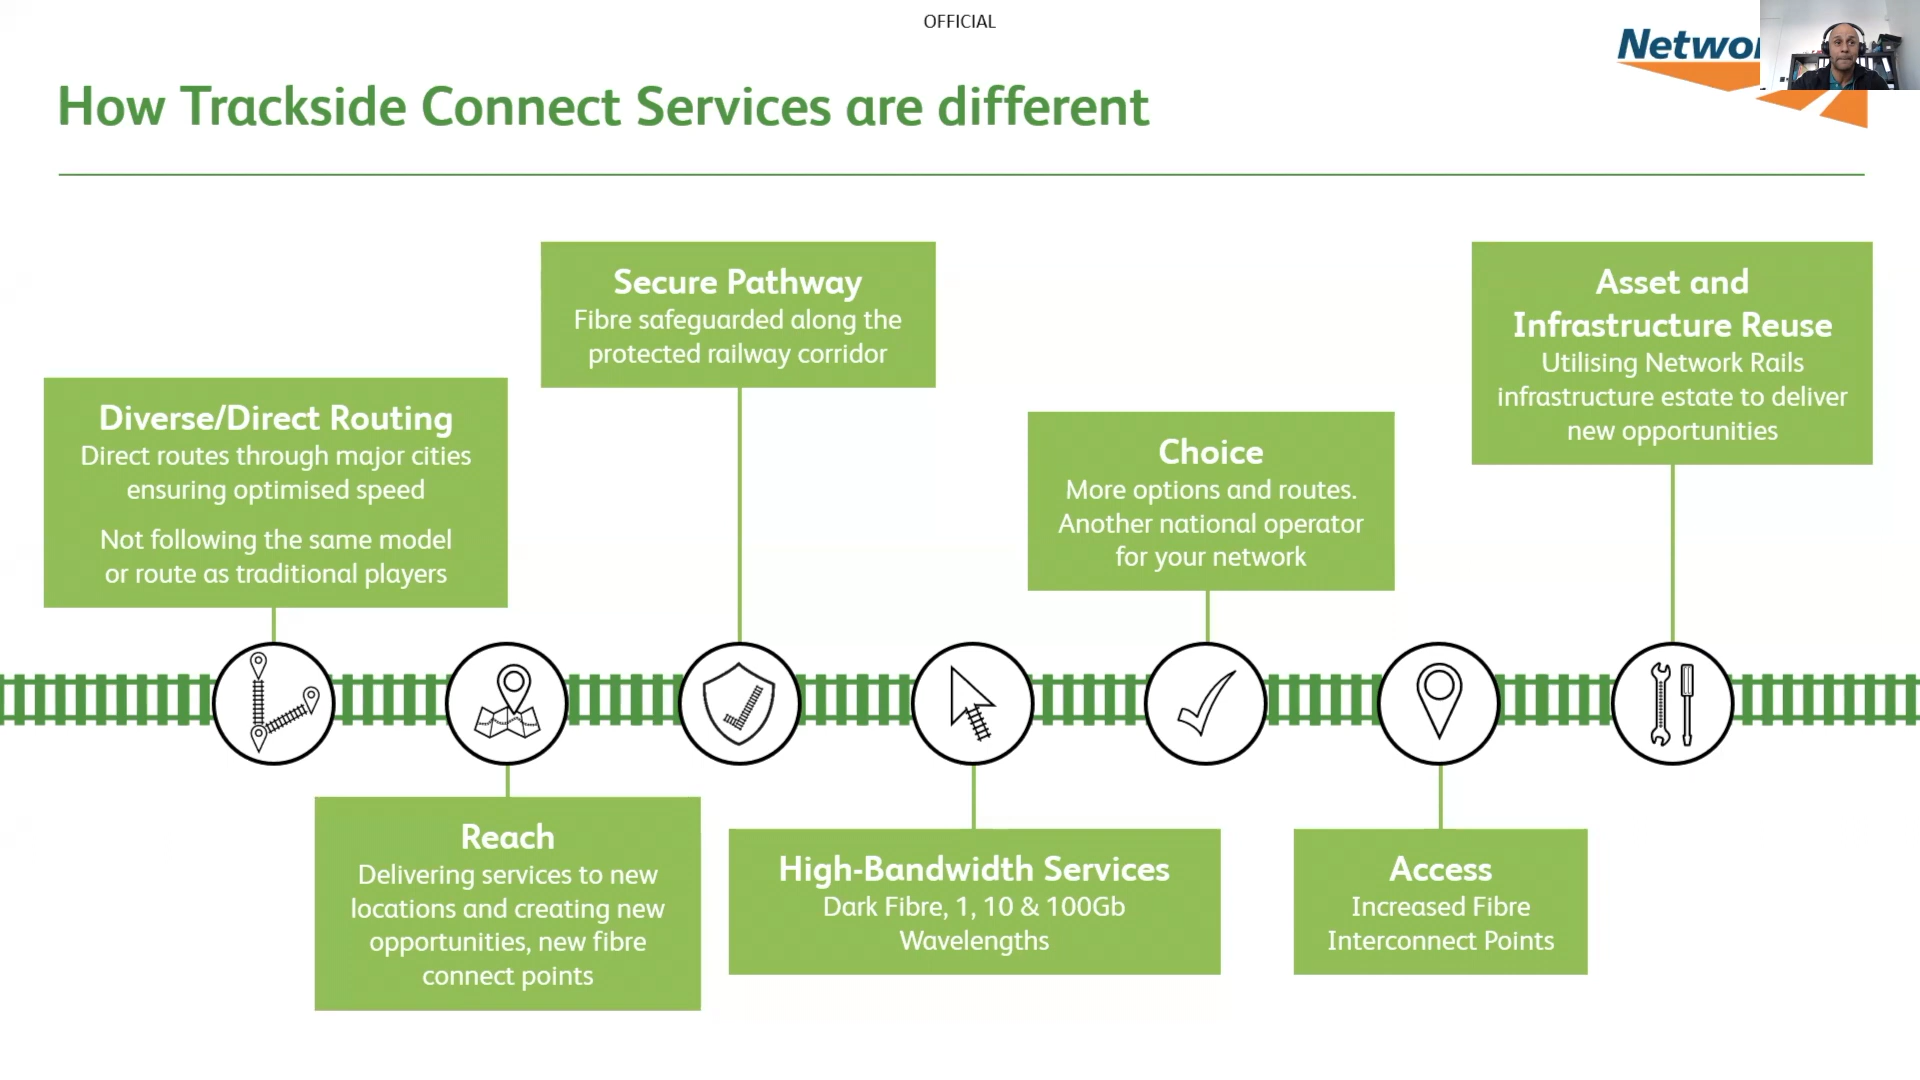 OFFICIAL
How Trackside Connect Services are different
Diverse/Direct Routing
Direct routes through major cities
ensuring optimised speed
Not following the same model
or route as traditional players
Reach
Delivering services to new
locations and creating new
opportunities, new fibre
connect points
Secure Pathway
Fibre safeguarded along the
protected railway corridor
High-Bandwidth Services
Dark Fibre, 1, 10 & 100Gb
Wavelengths
Choice
More options and routes.
Another national operator
for your network
Access
Increased Fibre
Interconnect Points
Asset and
Infrastructure Reuse
Utilising Network Rails
infrastructure estate to deliver
new opportunities